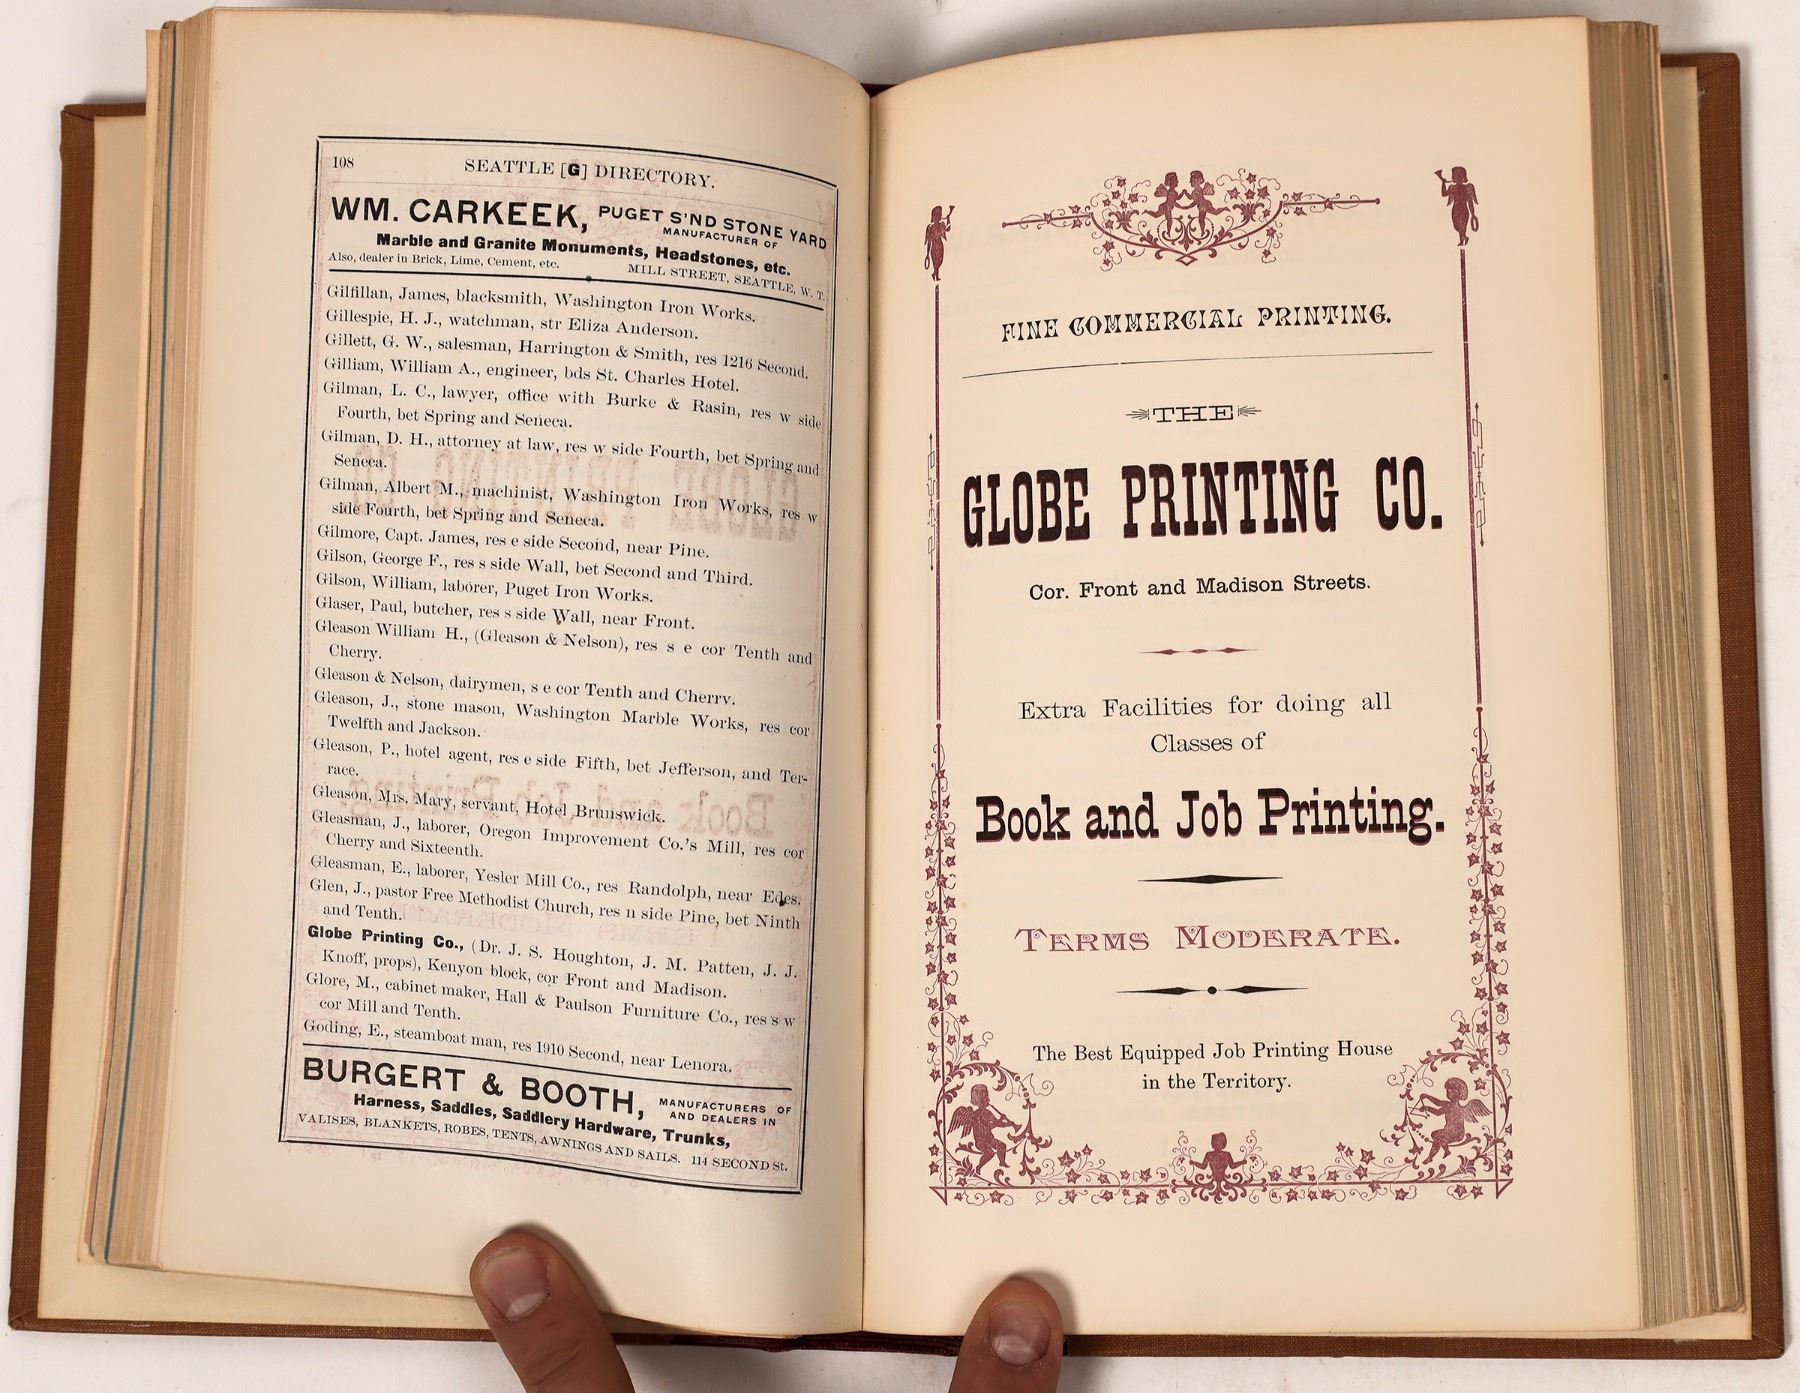 108 SEATTLE [G] DIRECTORY.
WM. CARKEEK, PUGET S'ND STONE YARD
MANUFACTURER OF
Marble and Granite Monuments, Headstones, etc.
Also, dealer in Brick, Lime, Cement, etc. MILL STREET, SEATTLE, W. T.
Gilfillan, James, blacksmith, Washington Iron Works.
Gillespie, H. J., watchman, str Eliza Anderson.
Gillett, G. W., salesman, Harrington & Smith, res 1216 Second.
Gilliam, William A., engineer, bds St. Charles Hotel.
Gilman, L. C., lawyer, office with Burke & Rasin, res w side
Fourth, bet Spring and Seneca.
Gilman, D. H., attorney at law, res w side Fourth, bet Spring and
Seneca.
Gilman, Albert M., machinist, Washington Iron Works, res w
side Fourth, bet Spring and Seneca.
Gilmore, Capt. James, res e side Second, near Pine.
Gilson, George F., res s side Wall, bet Second and Third.
Gilson, William, laborer, Puget Iron Works.
Glaser, Paul, butcher, res s side Wall, near Front.
Gleason William H., (Gleason & Nelson), res s e cor Tenth and
Cherry.
Gleason & Nelson, dairymen, s e cor Tenth and Cherry.
Gleason, J., stone mason, Washington Marble Works, res cor
Twelfth and Jackson.
Gleason, P., hotel agent, res e side Fifth, bet Jefferson, and Ter-
race.
Gleason, Mrs. Mary, servant, Hotel Brunswick.
Gleasman, J., laborer, Oregon Improvement Co.'s Mill, res cor
Cherry and Sixteenth.
Gleasman, E., laborer, Yesler Mill Co., res Randolph, near Edes.
Glen, J., pastor Free Methodist Church, res n side Pine, bet Ninth
and Tenth.
Globe Printing Co., (Dr. J. S. Houghton, J. M. Patten, J. J.
Knoff, props), Kenyon block, cor Front and Madison.
Glore, M., cabinet maker, Hall & Paulson Furniture Co., res s w
cor Mill and Tenth.
Goding, E., steamboat man, res 1910 Second, near Lenora.
BURGERT & BOOTH, MANUFACTURERS OF
AND DEALERS IN
Harness, Saddles, Saddlery Hardware, Trunks,
VALISES, BLANKETS, ROBES, TENTS, AWNINGS AND SAILS. 114 SECOND St.
FINE COMMERCIAL PRINTING.
THE
GLOBE PRINTING CO.
Cor. Front and Madison Streets.
Extra Facilities for doing all
Classes of
Book and Job Printing.
TERMS MODERATE.
The Best Equipped Job Printing House
in the Territory.